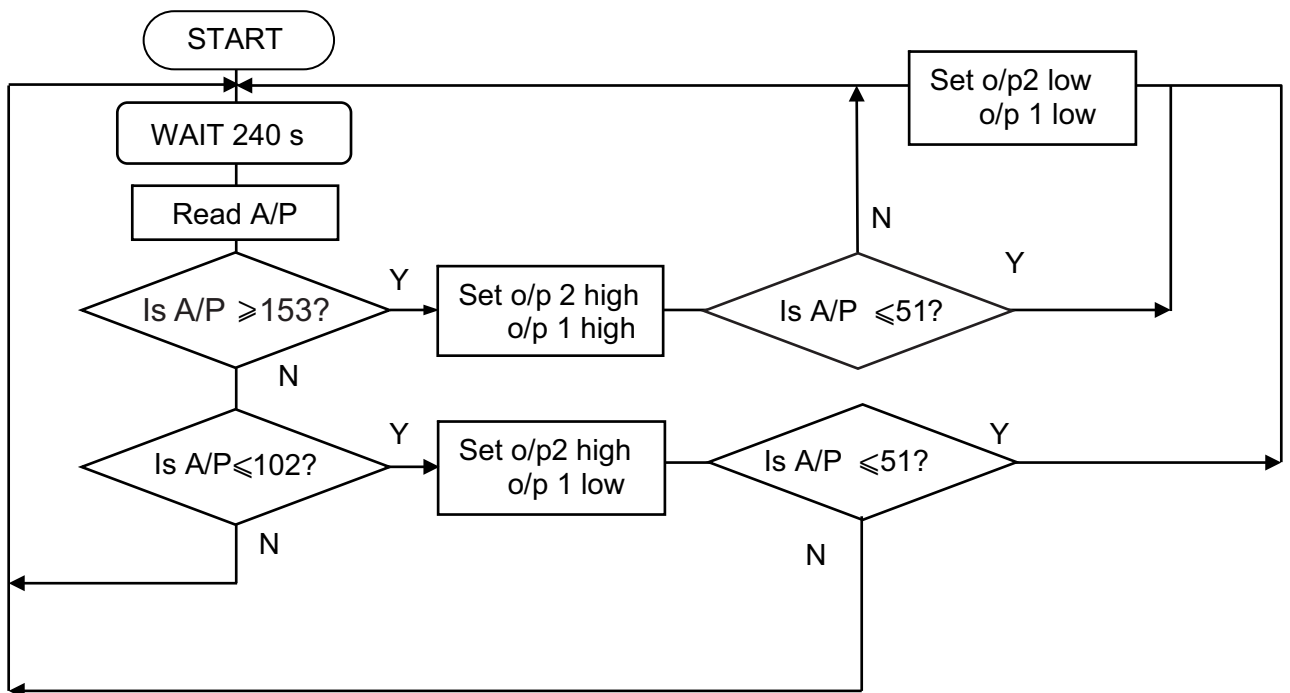 START
Set o/p2 low
o/p 1 low
WAIT 240 s
Read A/P
N
Y
Y
Is A/P ⩾153?
Set o/p 2 high
o/p 1 high
Is A/P ⩽51?
N
Y
Y
Is A/P⩽102?
Set o/p2 high
o/p 1 low
Is A/P ⩽51?
N
N